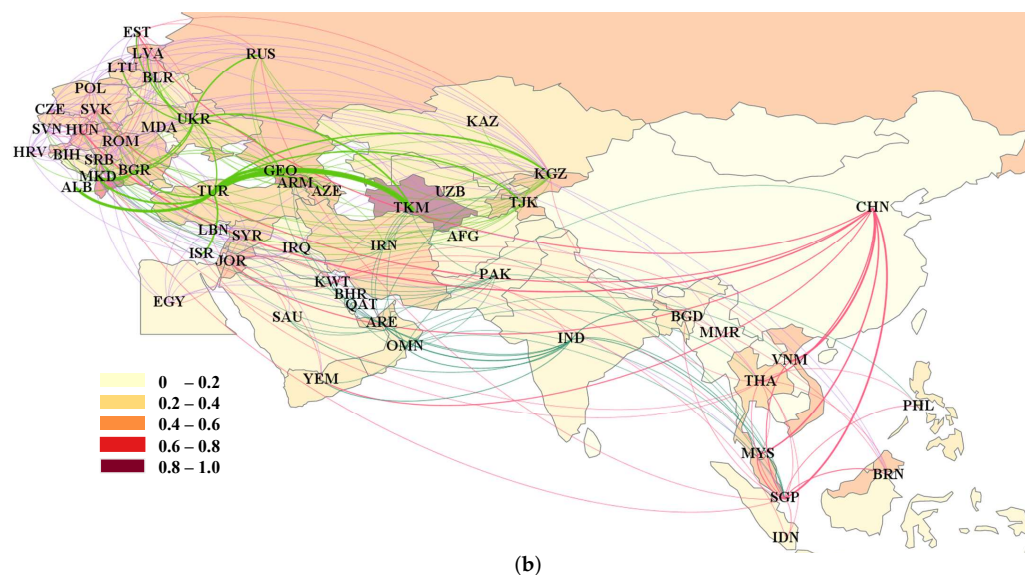 EST
LVA
RUS
LTU
BLR
POL
CZE
SVK
UKR
KAZ
SVN
HUN
MDA
ROM
HRV
BIH
SRB
BGR
GEO
KGZ
MKD
ALB
TUR
ARM
AZE
UZB
TKM
TJK
CHN
LBN
SYR
IRQ
IRN
AFG
ISR
JOR
PAK
KWT
BHR
QAT
EGY
SAU
ARE
BGD
OMN
IND
MMR
VNM
YEM
THA
PHL
MYS
BRN
SGP
IDN
0 – 0.2
0.2 – 0.4
0.4 – 0.6
0.6 – 0.8
0.8 – 1.0
(b)